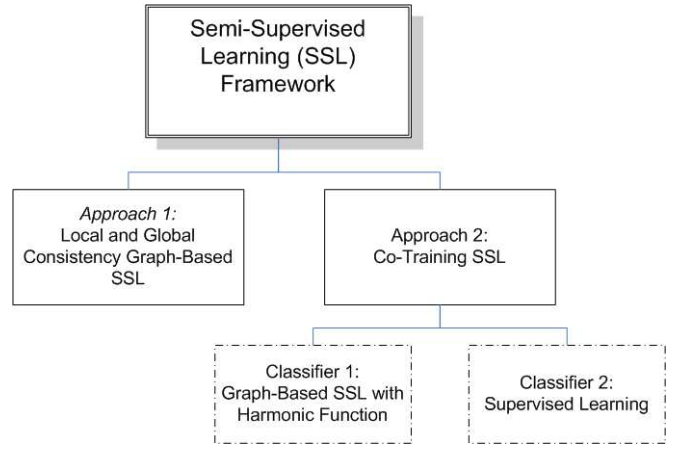 Semi-Supervised
Learning (SSL)
Framework
Approach 1:
Local and Global
Consistency Graph-Based
SSL
Approach 2:
Co-Training SSL
Classifier 1:
Graph-Based SSL with
Harmonic Function
Classifier 2:
Supervised Learning